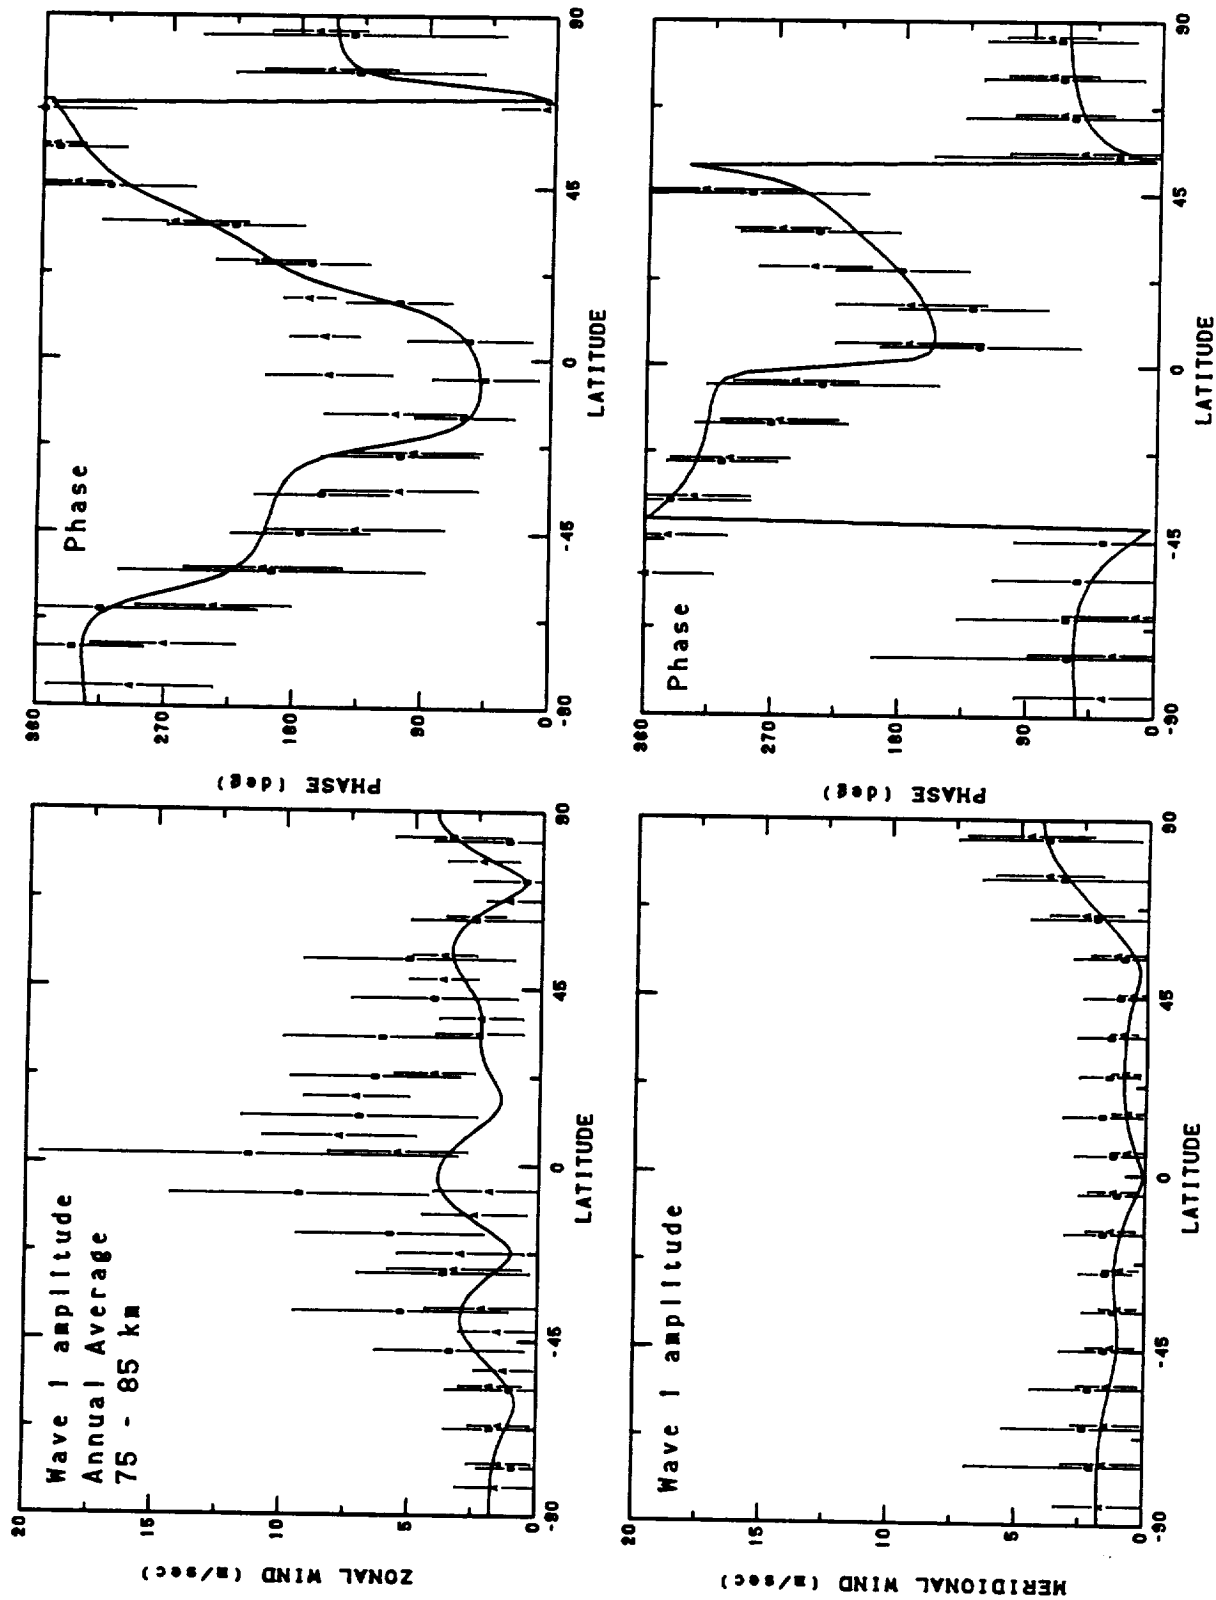 ZONAL WIND (m/sec)
20
15
10
5
0
Wave 1 amplitude
Annual Average
75 - 85 km
-90
-45
0
45
90
LATITUDE
PHASE (deg)
360
270
180
90
0
Phase
-90
-45
0
45
90
LATITUDE
MERIDIONAL WIND (m/sec)
20
15
10
5
0
Wave 1 amplitude
-90
-45
0
45
90
LATITUDE
PHASE (deg)
360
270
180
90
0
Phase
-90
-45
0
45
90
LATITUDE